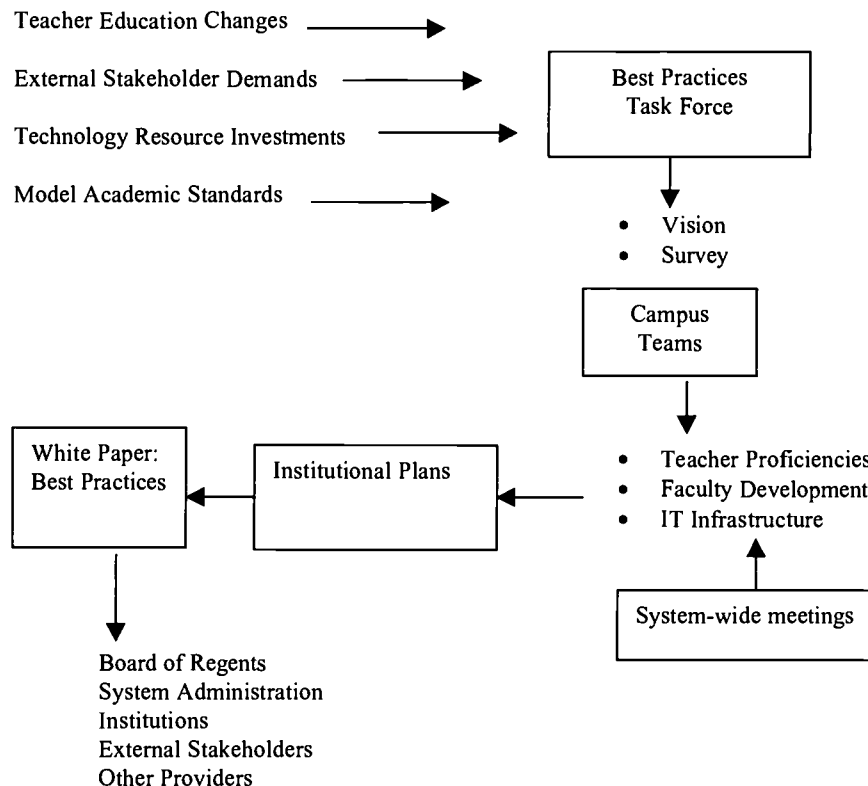 Teacher Education Changes
External Stakeholder Demands
Technology Resource Investments
Model Academic Standards
Best Practices
Task Force
• Vision
• Survey
Campus
Teams
• Teacher Proficiencies
• Faculty Development
• IT Infrastructure
System-wide meetings
Institutional Plans
White Paper:
Best Practices
Board of Regents
System Administration
Institutions
External Stakeholders
Other Providers